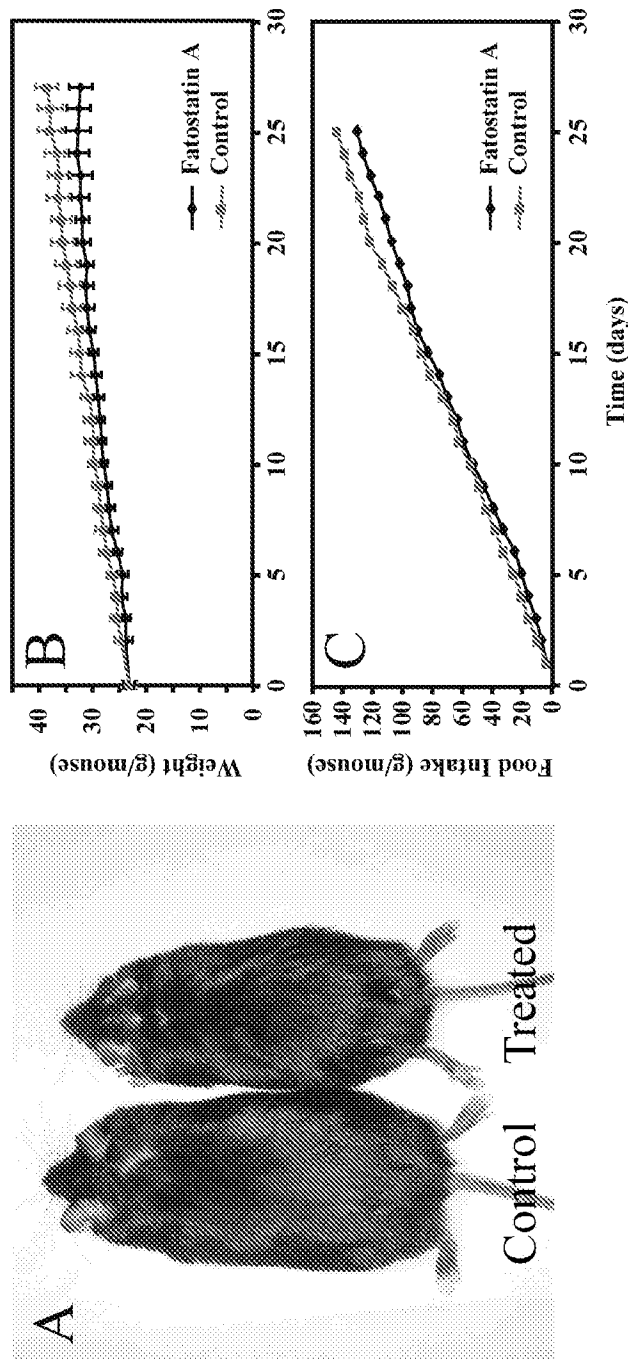 A
Control
Treated
B
Weight (g/mouse)
40
30
20
10
0
Fatostatin A
Control
0 5 10 15 20 25 30
C
Food Intake (g/mouse)
160
140
120
100
80
60
40
20
0
Fatostatin A
Control
0 5 10 15 20 25 30
Time (days)